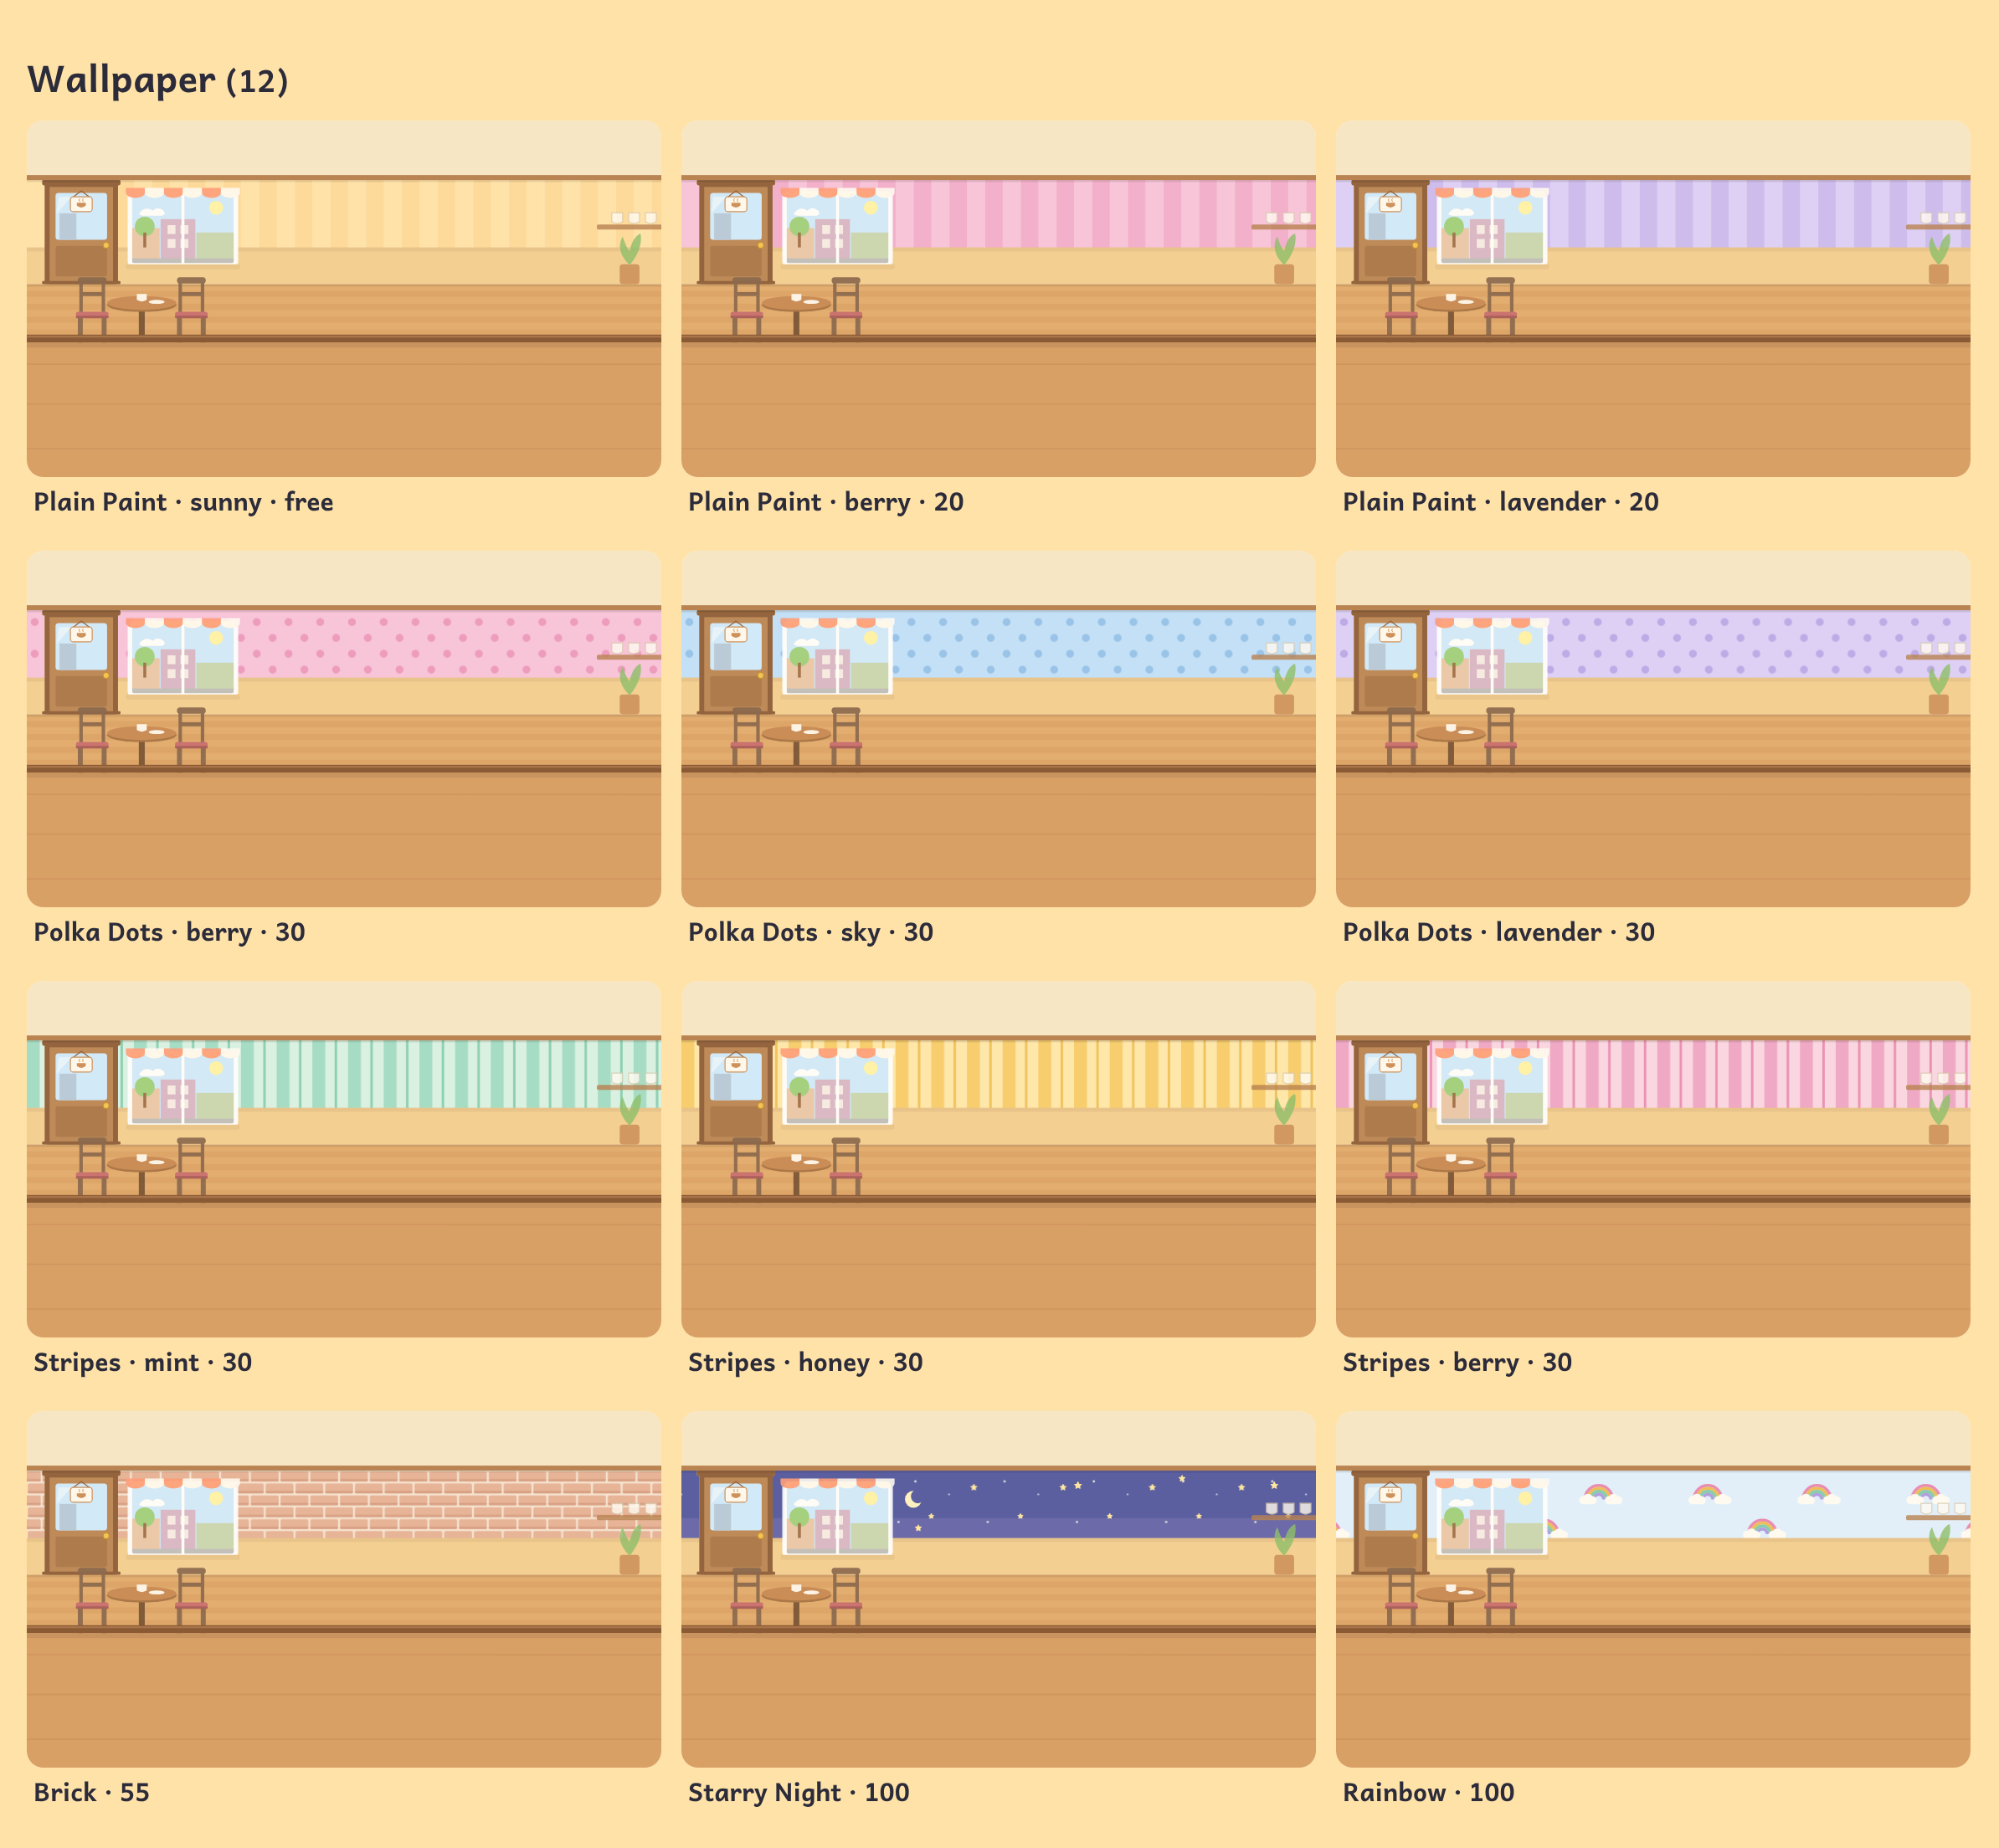 Wallpaper (12)
Plain Paint · sunny · free
Plain Paint · berry · 20
Plain Paint · lavender · 20
Polka Dots · berry · 30
Polka Dots · sky · 30
Polka Dots · lavender · 30
Stripes · mint · 30
Stripes · honey · 30
Stripes · berry · 30
Brick · 55
Starry Night · 100
Rainbow · 100